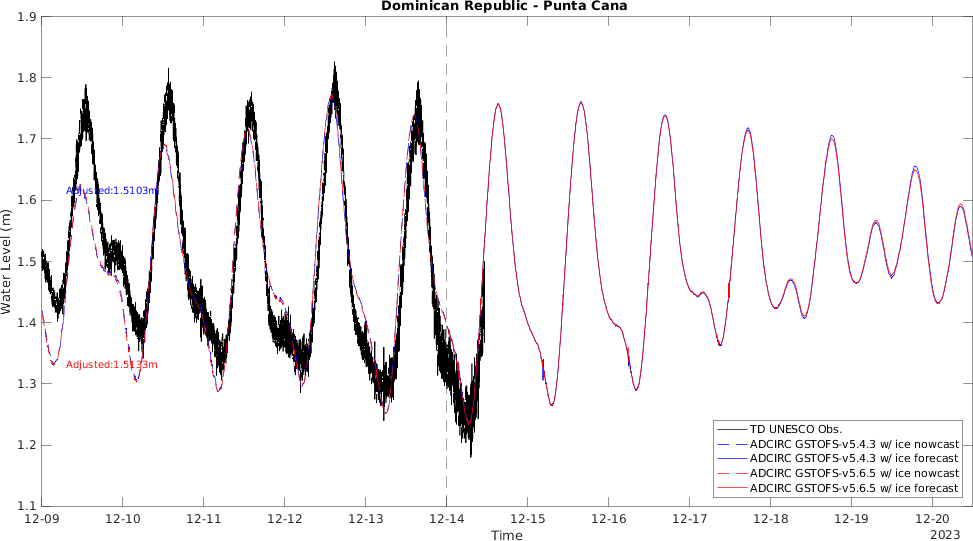 Dominican Republic - Punta Cana
1.9
1.8
1.7
1.6
1.5
1.4
1.3
1.2
1.1
Water Level (m)
Adjusted:1.5103m
Adjusted:1.5133m
TD UNESCO Obs.
ADCIRC GSTOFS-v5.4.3 w/ ice nowcast
ADCIRC GSTOFS-v5.4.3 w/ ice forecast
ADCIRC GSTOFS-v5.6.5 w/ ice nowcast
ADCIRC GSTOFS-v5.6.5 w/ ice forecast
12-09 12-10 12-11 12-12 12-13 12-14 12-15 12-16 12-17 12-18 12-19 12-20
Time
2023